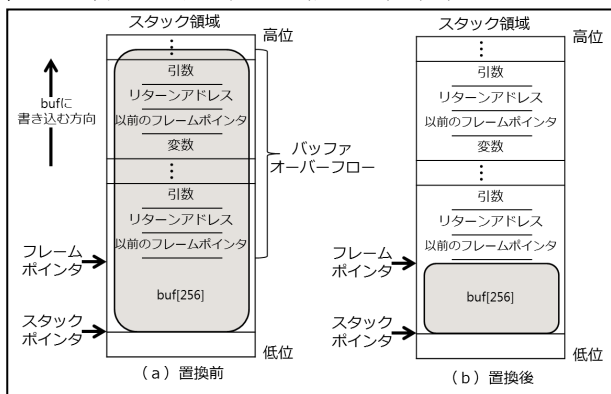 スタック領域
高位
⋮
引数
リターンアドレス
以前のフレームポインタ
変数
⋮
引数
リターンアドレス
以前のフレームポインタ
buf[256]
bufに
書き込む方向
バッファ
オーバーフロー
フレーム
ポインタ
スタック
ポインタ
低位
(a)置換前
スタック領域
高位
⋮
引数
リターンアドレス
以前のフレームポインタ
変数
⋮
引数
リターンアドレス
以前のフレームポインタ
buf[256]
フレーム
ポインタ
スタック
ポインタ
低位
(b)置換後